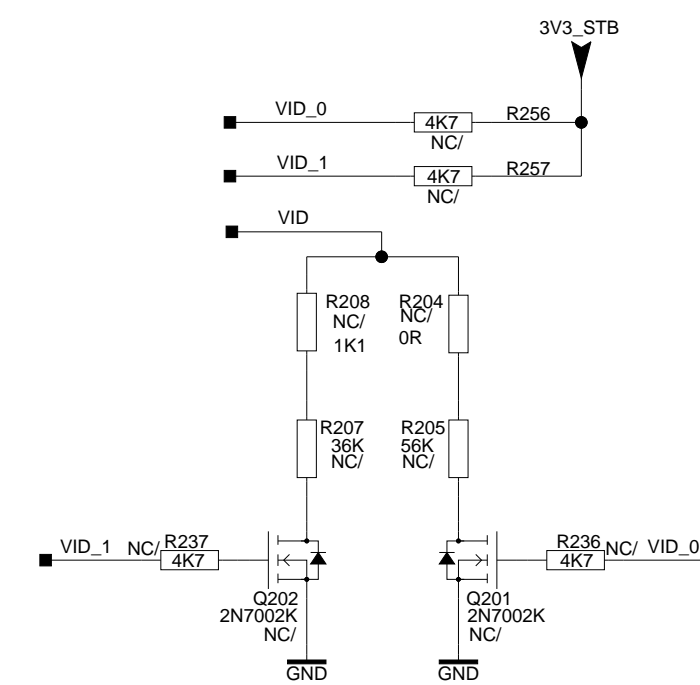 3V3_STB
VID_0
4K7
R256
NC/
VID_1
4K7
R257
NC/
VID
R208
NC/
1K1
R204
NC/
0R
R207
36K
NC/
R205
56K
NC/
VID_1
NC/
R237
4K7
R236
4K7
NC/
VID_0
Q202
2N7002K
NC/
Q201
2N7002K
NC/
GND
GND